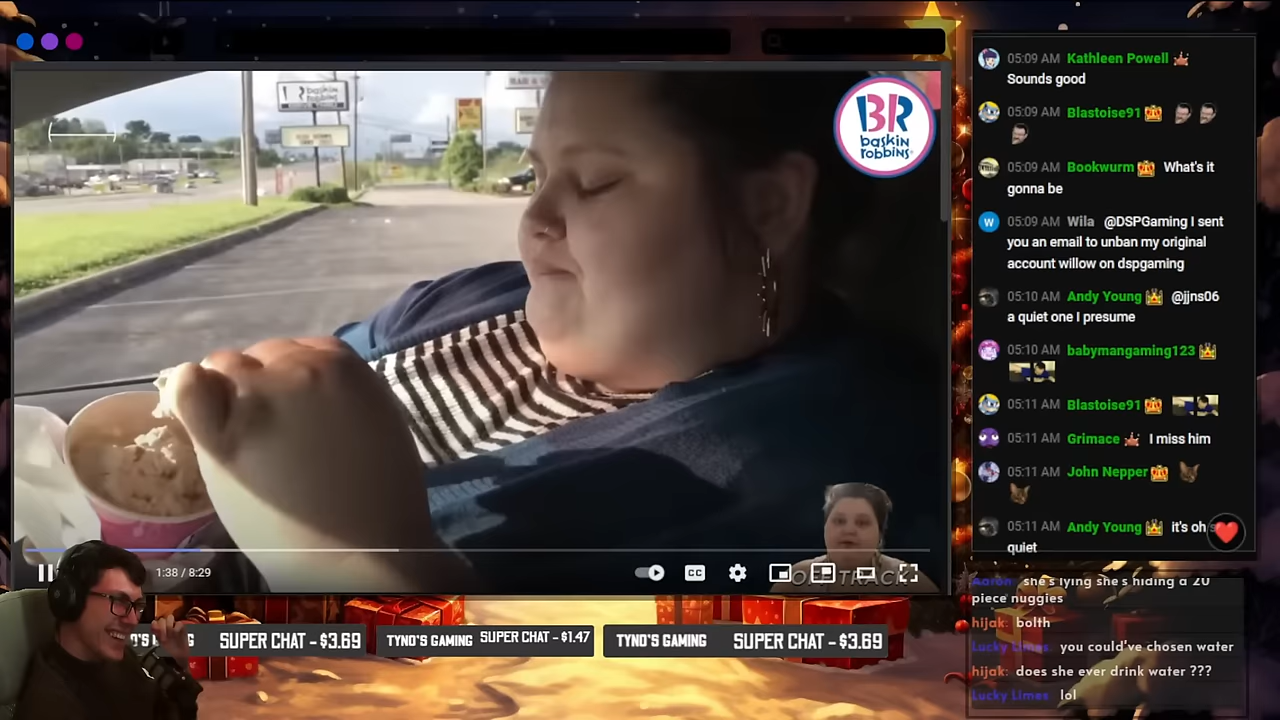 baskin
robbins
BR
baskin
robbins
05:09 AM Kathleen Powell
Sounds good
05:09 AM Blastoise91
05:09 AM Bookwurm What's it
gonna be
W 05:09 AM Wila @DSPGaming I sent
you an email to unban my original
account willow on dspgaming
05:10 AM Andy Young @jjns06
a quiet one I presume
05:10 AM babymangaming123
05:11 AM Blastoise91
05:11 AM Grimace I miss him
05:11 AM John Nepper
05:11 AM Andy Young it's oh
quiet
1:38 / 8:29
CC
SUPER CHAT - $3.69
TYNO'S GAMING SUPER CHAT - $1.47
TYNO'S GAMING SUPER CHAT - $3.69
Aaron: she's lying she's hiding a 20
piece nuggies
hijak: bolth
Lucky Limes you could've chosen water
hijak: does she ever drink water ???
Lucky Limes lol